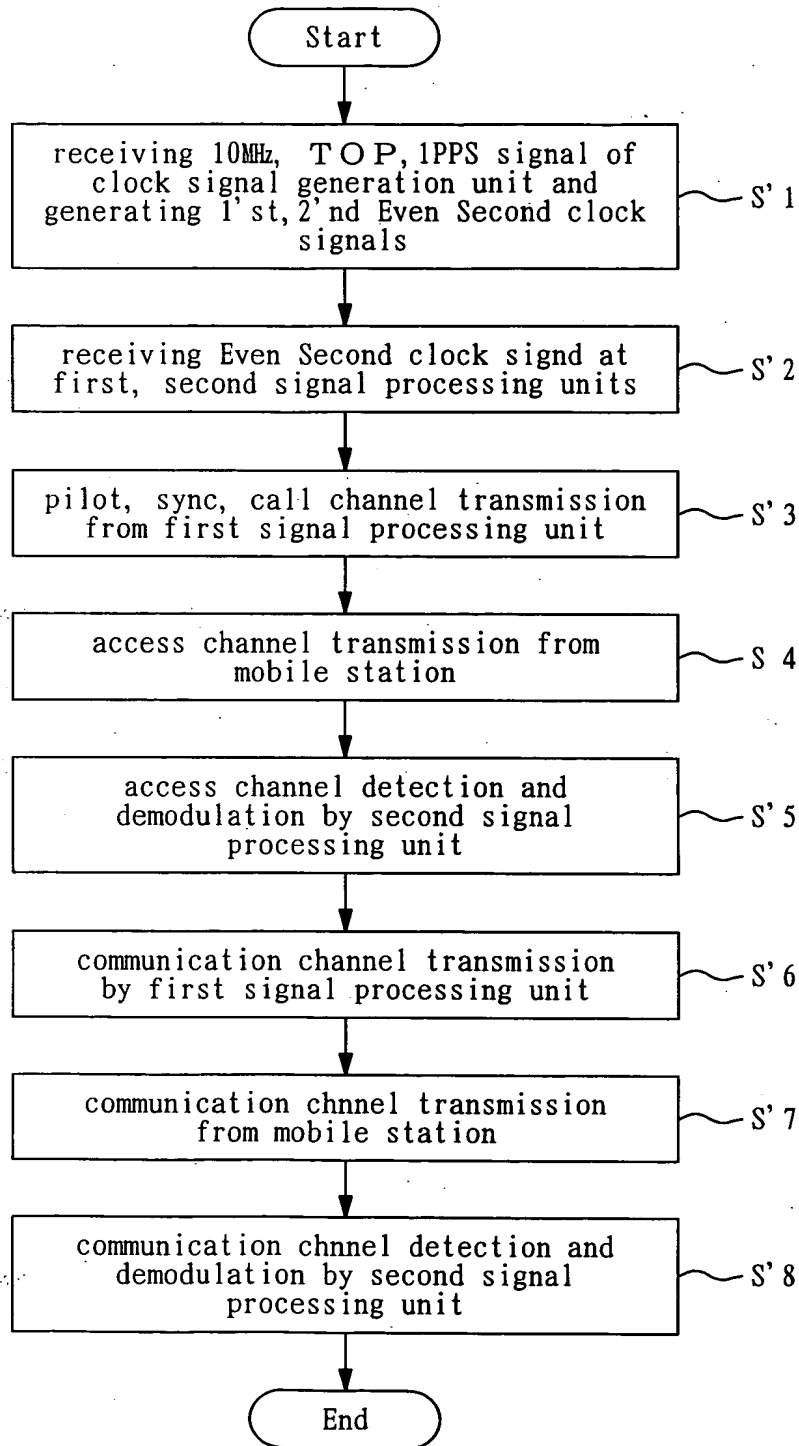 Start
receiving 10MHz, TOP, 1PPS signal of
clock signal generation unit and
generating 1'st, 2'nd Even Second clock
signals
S'1
receiving Even Second clock signd at
first, second signal processing units
S'2
pilot, sync, call channel transmission
from first signal processing unit
S'3
access channel transmission from
mobile station
S 4
access channel detection and
demodulation by second signal
processing unit
S'5
communication channel transmission
by first signal processing unit
S'6
communication chnnel transmission
from mobile station
S'7
communication chnnel detection and
demodulation by second signal
processing unit
S'8
End